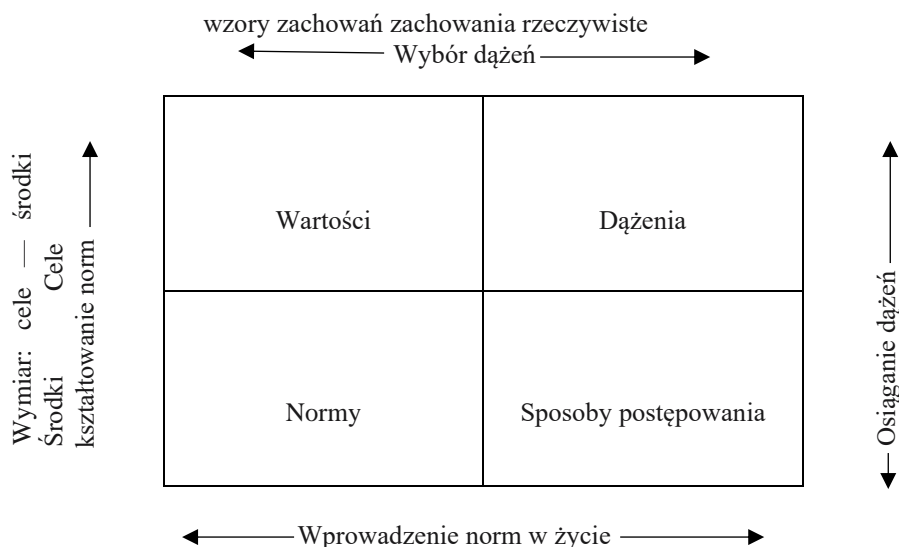 wzory zachowań zachowania rzeczywiste
Wybór dążeń
Wymiar: cele — środki
Środki Cele
kształtowanie norm
Wartości
Dążenia
Normy
Sposoby postępowania
Osiąganie dążeń
Wprowadzenie norm w życie